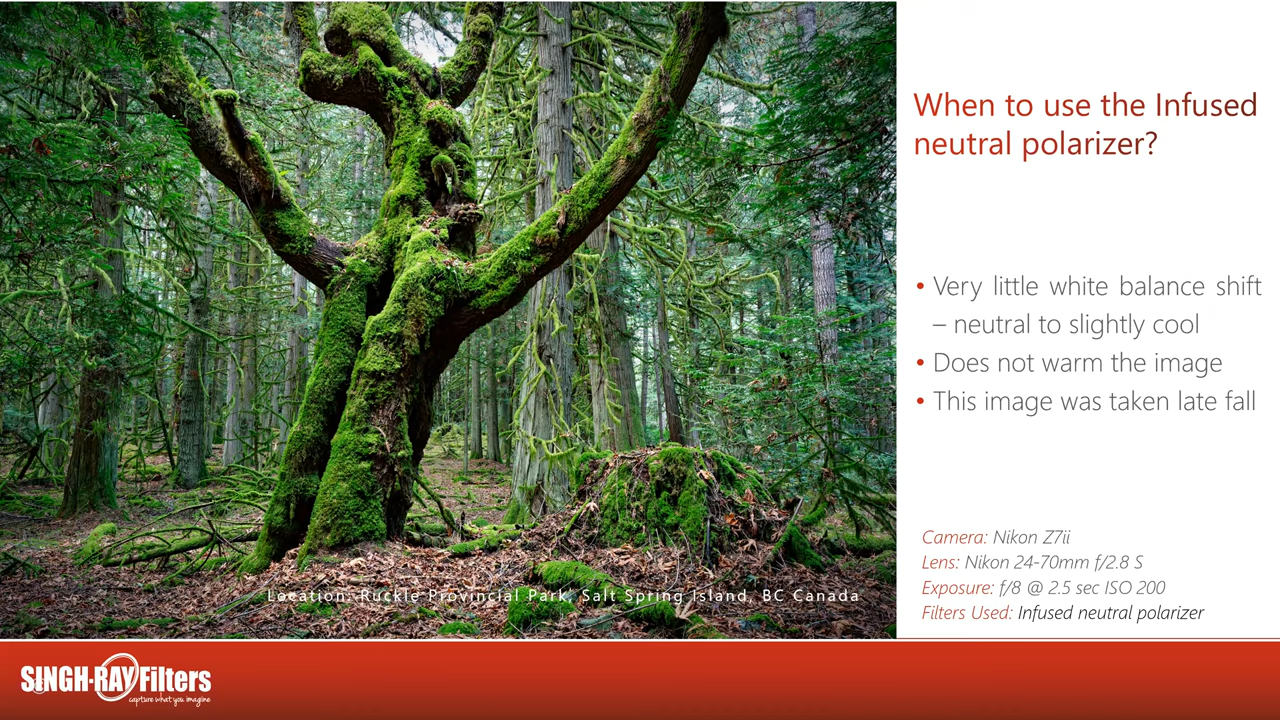 When to use the Infused
neutral polarizer?
• Very little white balance shift
– neutral to slightly cool
• Does not warm the image
• This image was taken late fall
Camera: Nikon Z7ii
Lens: Nikon 24-70mm f/2.8 S
Exposure: f/8 @ 2.5 sec ISO 200
Filters Used: Infused neutral polarizer
Location: Ruckle Provincial Park, Salt Spring Island, BC Canada
SINGH-RAY Filters
capture what you imagine